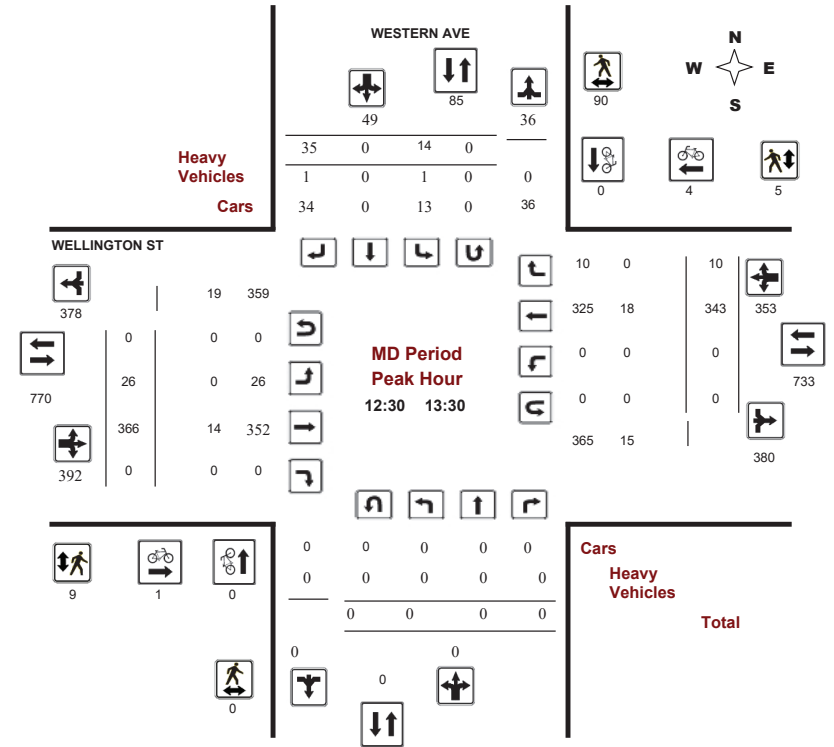 WESTERN AVE
N
W E
S
49
85
36
90
35 0 14 0
Heavy
Vehicles
1 0 1 0 0
Cars
34 0 13 0 36
0
4
5
WELLINGTON ST
378
19 359
0 0 0
770
26 0 26
366 14 352
392
0 0 0
MD Period
Peak Hour
12:30 13:30
10 0 10
325 18 343
353
0 0 0
733
0 0 0
365 15
380
9
1
0
0
0 0 0 0 0
Cars
0 0 0 0 0
Heavy
Vehicles
0 0 0 0
Total
0
0
0